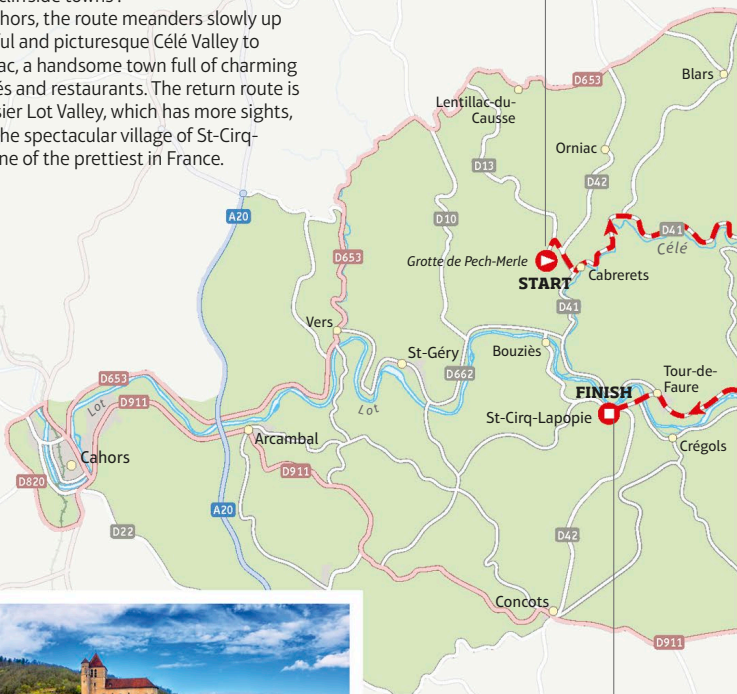 hors, the route meanders slowly up
ful and picturesque Célé Valley to
ac, a handsome town full of charming
és and restaurants. The return route is
sier Lot Valley, which has more sights,
he spectacular village of St-Cirq-
ne of the prettiest in France.
D653
Blars
Lentillac-du-
Causse
Orniac
D13
D42
D10
A20
D41
Célé
D653
Grotte de Pech-Merle
START
Cabrerets
D41
Vers
St-Géry
Bouziès
D662
Tour-de-
Faure
FINISH
D653
D911
Lot
Lot
St-Cirq-Lapopie
Arcambal
Crégols
Cahors
D911
D820
A20
D22
D42
Concots
D911